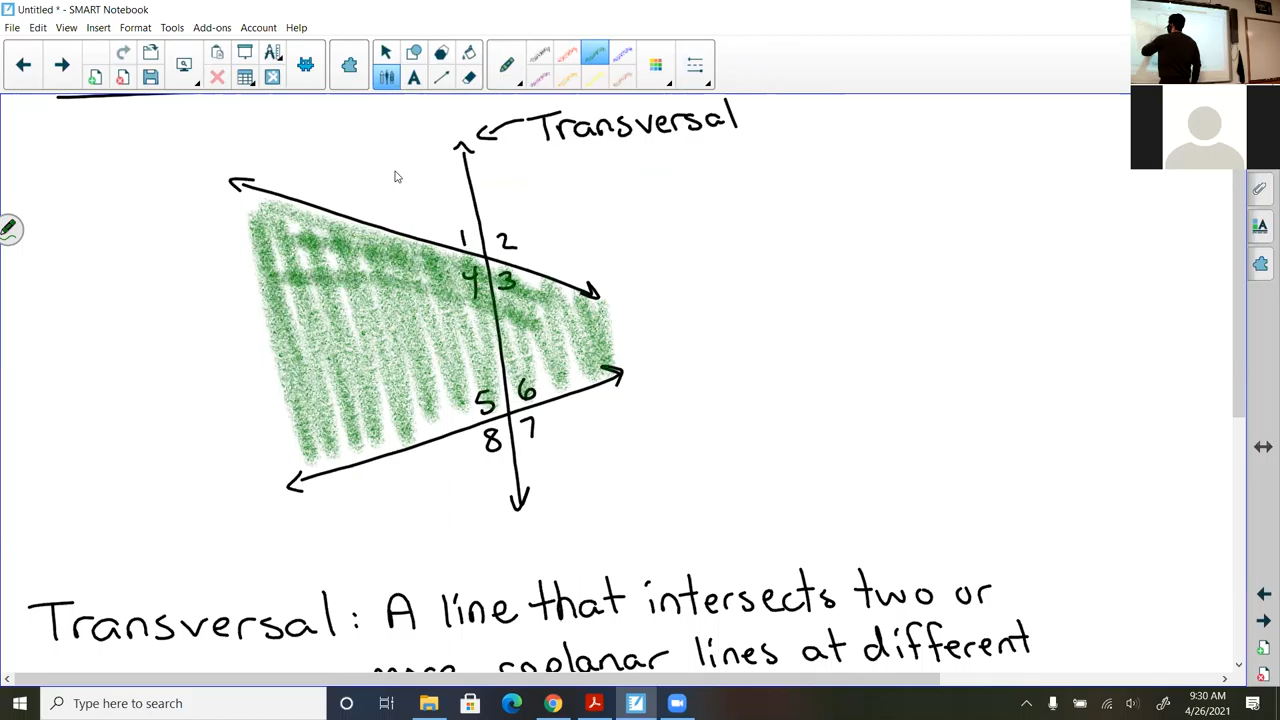 Untitled * - SMART Notebook
File Edit View Insert Format Tools Add-ons Account Help
Transversal
1 2
4 3
5 6
8 7
Transversal: A line that intersects two or
more coplanar lines at different
Type here to search
9:30 AM
4/26/2021